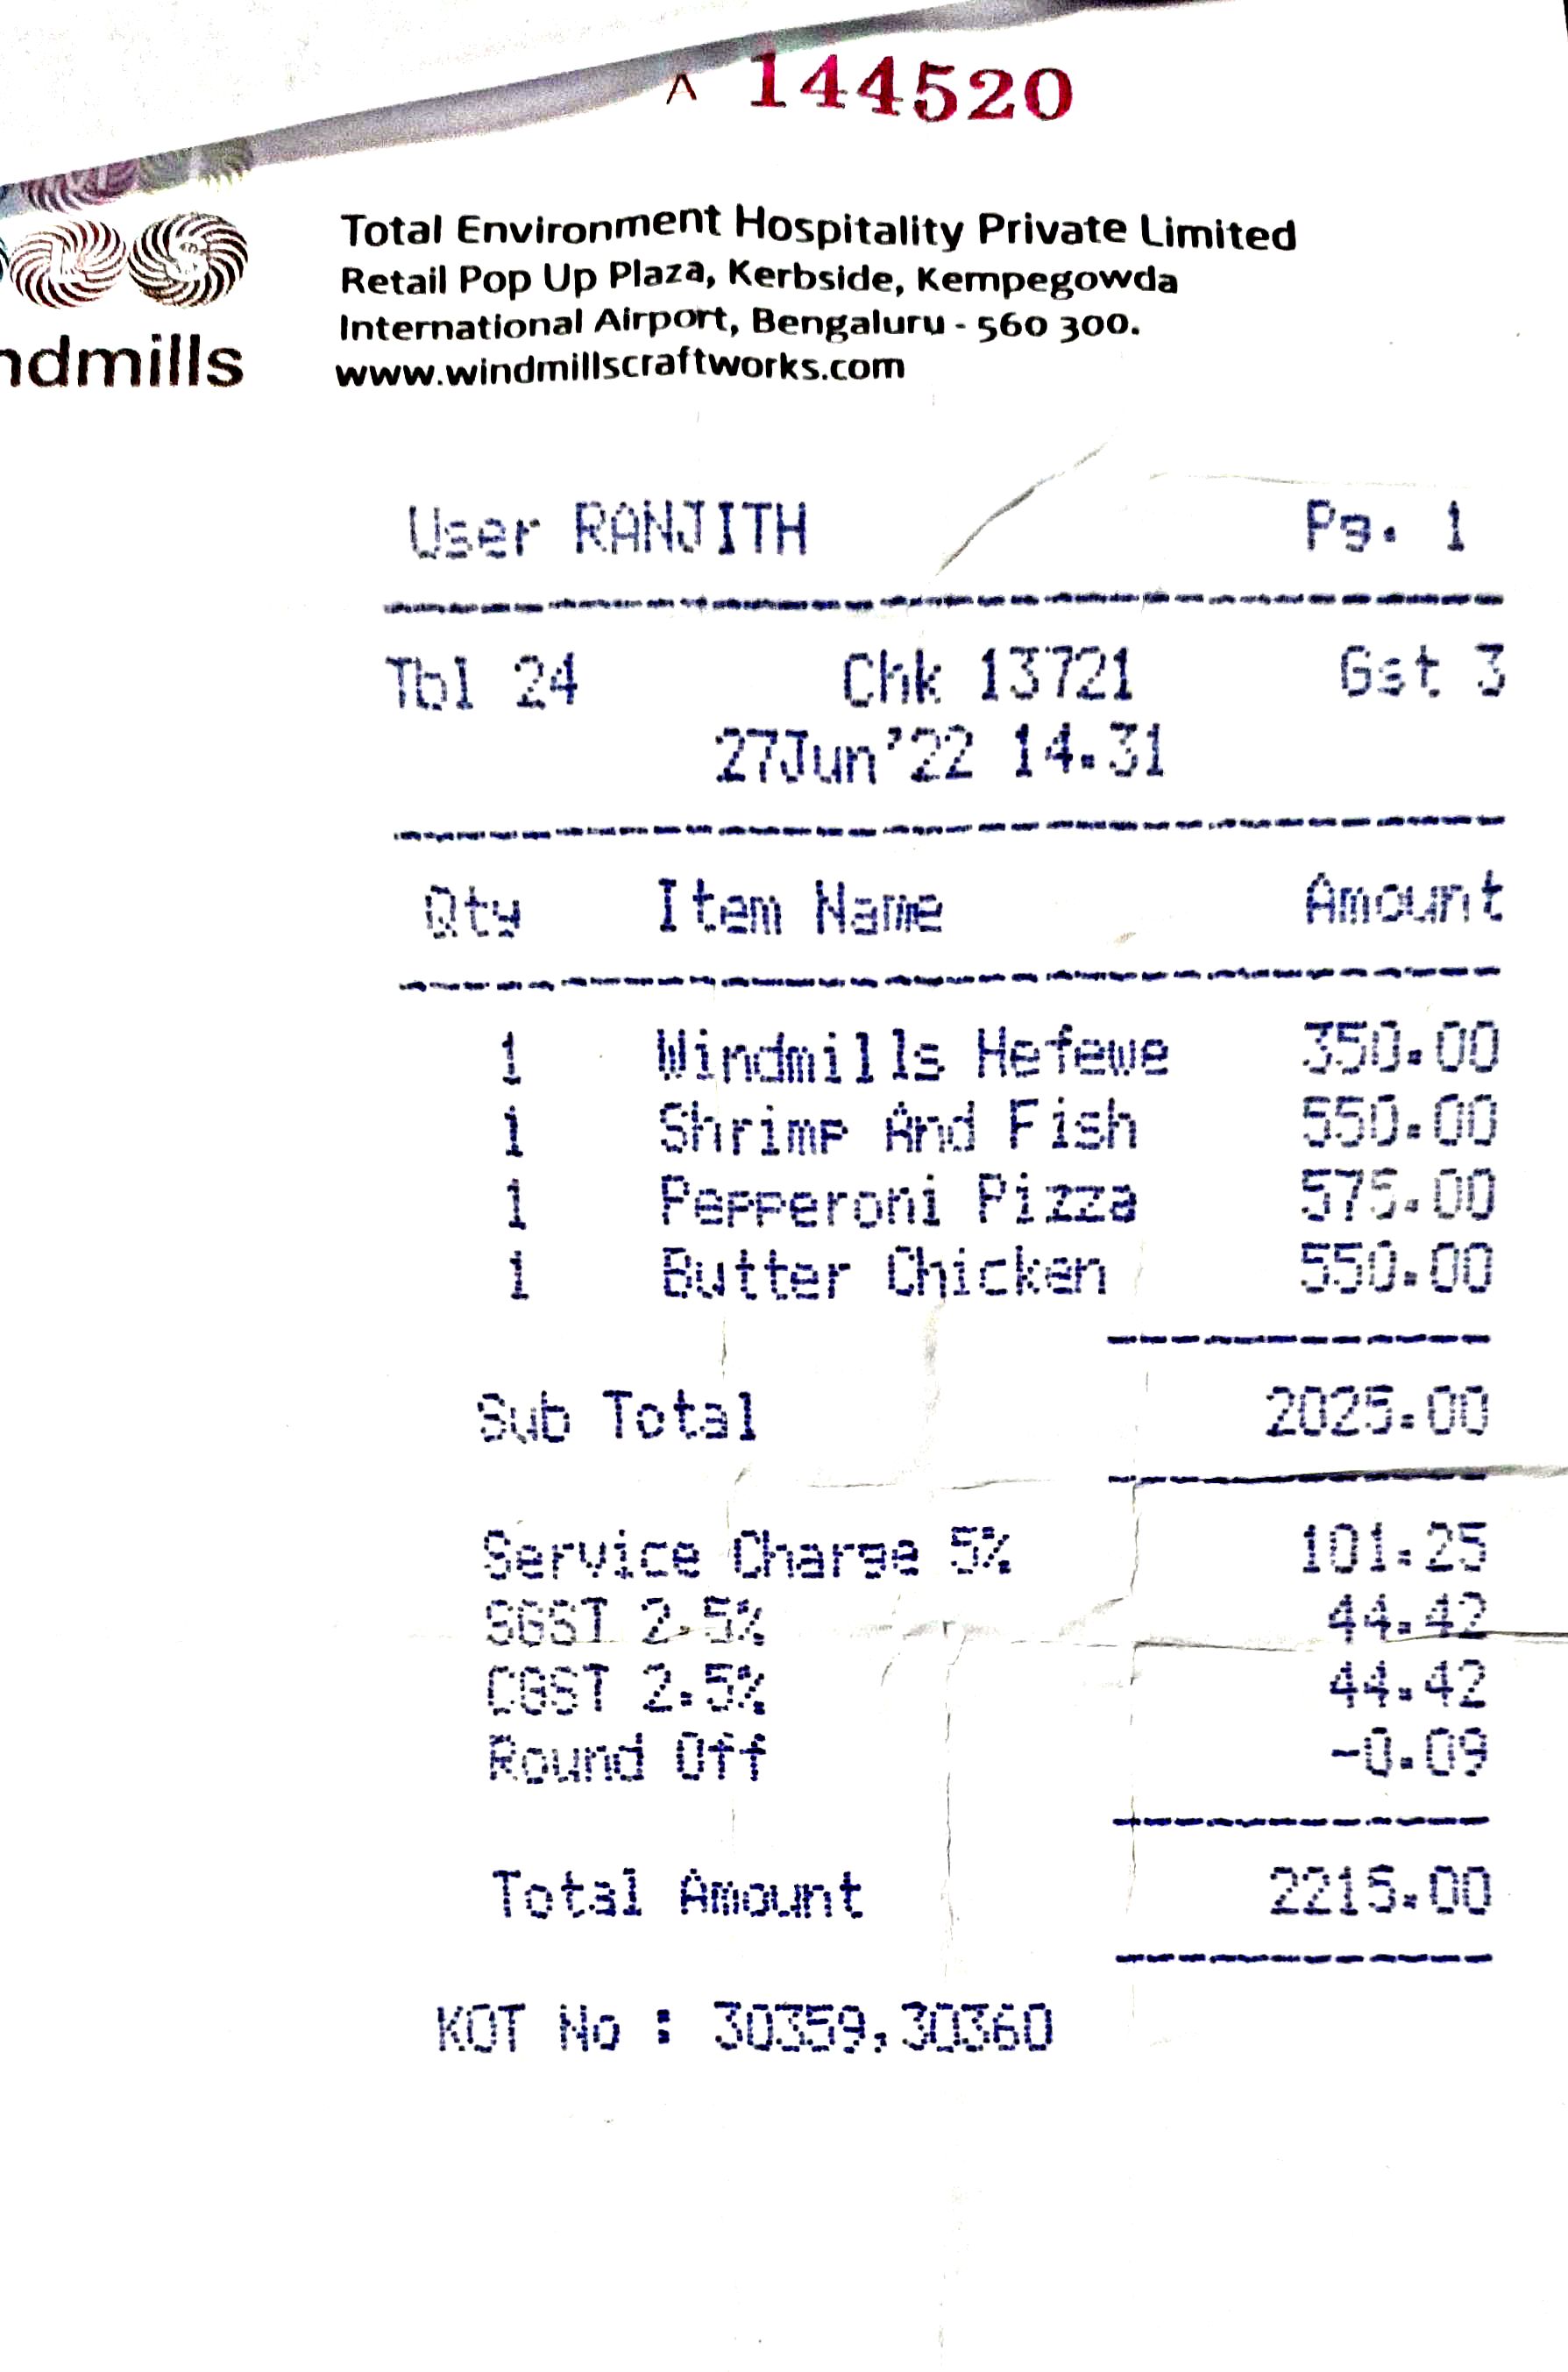 A 144520
Total Environment Hospitality Private Limited
Retail Pop Up Plaza, Kerbside, Kempegowda
International Airport, Bengaluru - 560 300.
www.windmillscraftworks.com
ndmills
User RANJITH Pg. 1
Tbl 24 Chk 13721 Gst 3
27Jun'22 14.31
Qty Item Name Amount
1 Windmills Hefewe 350.00
1 Shrimp And Fish 550.00
1 Pepperoni Pizza 575.00
1 Butter Chicken 550.00
Sub Total 2025.00
Service Charge 5% 101.25
SGST 2.5% 44.42
CGST 2.5% 44.42
Round Off -0.09
Total Amount 2215.00
KOT No : 30359,30360